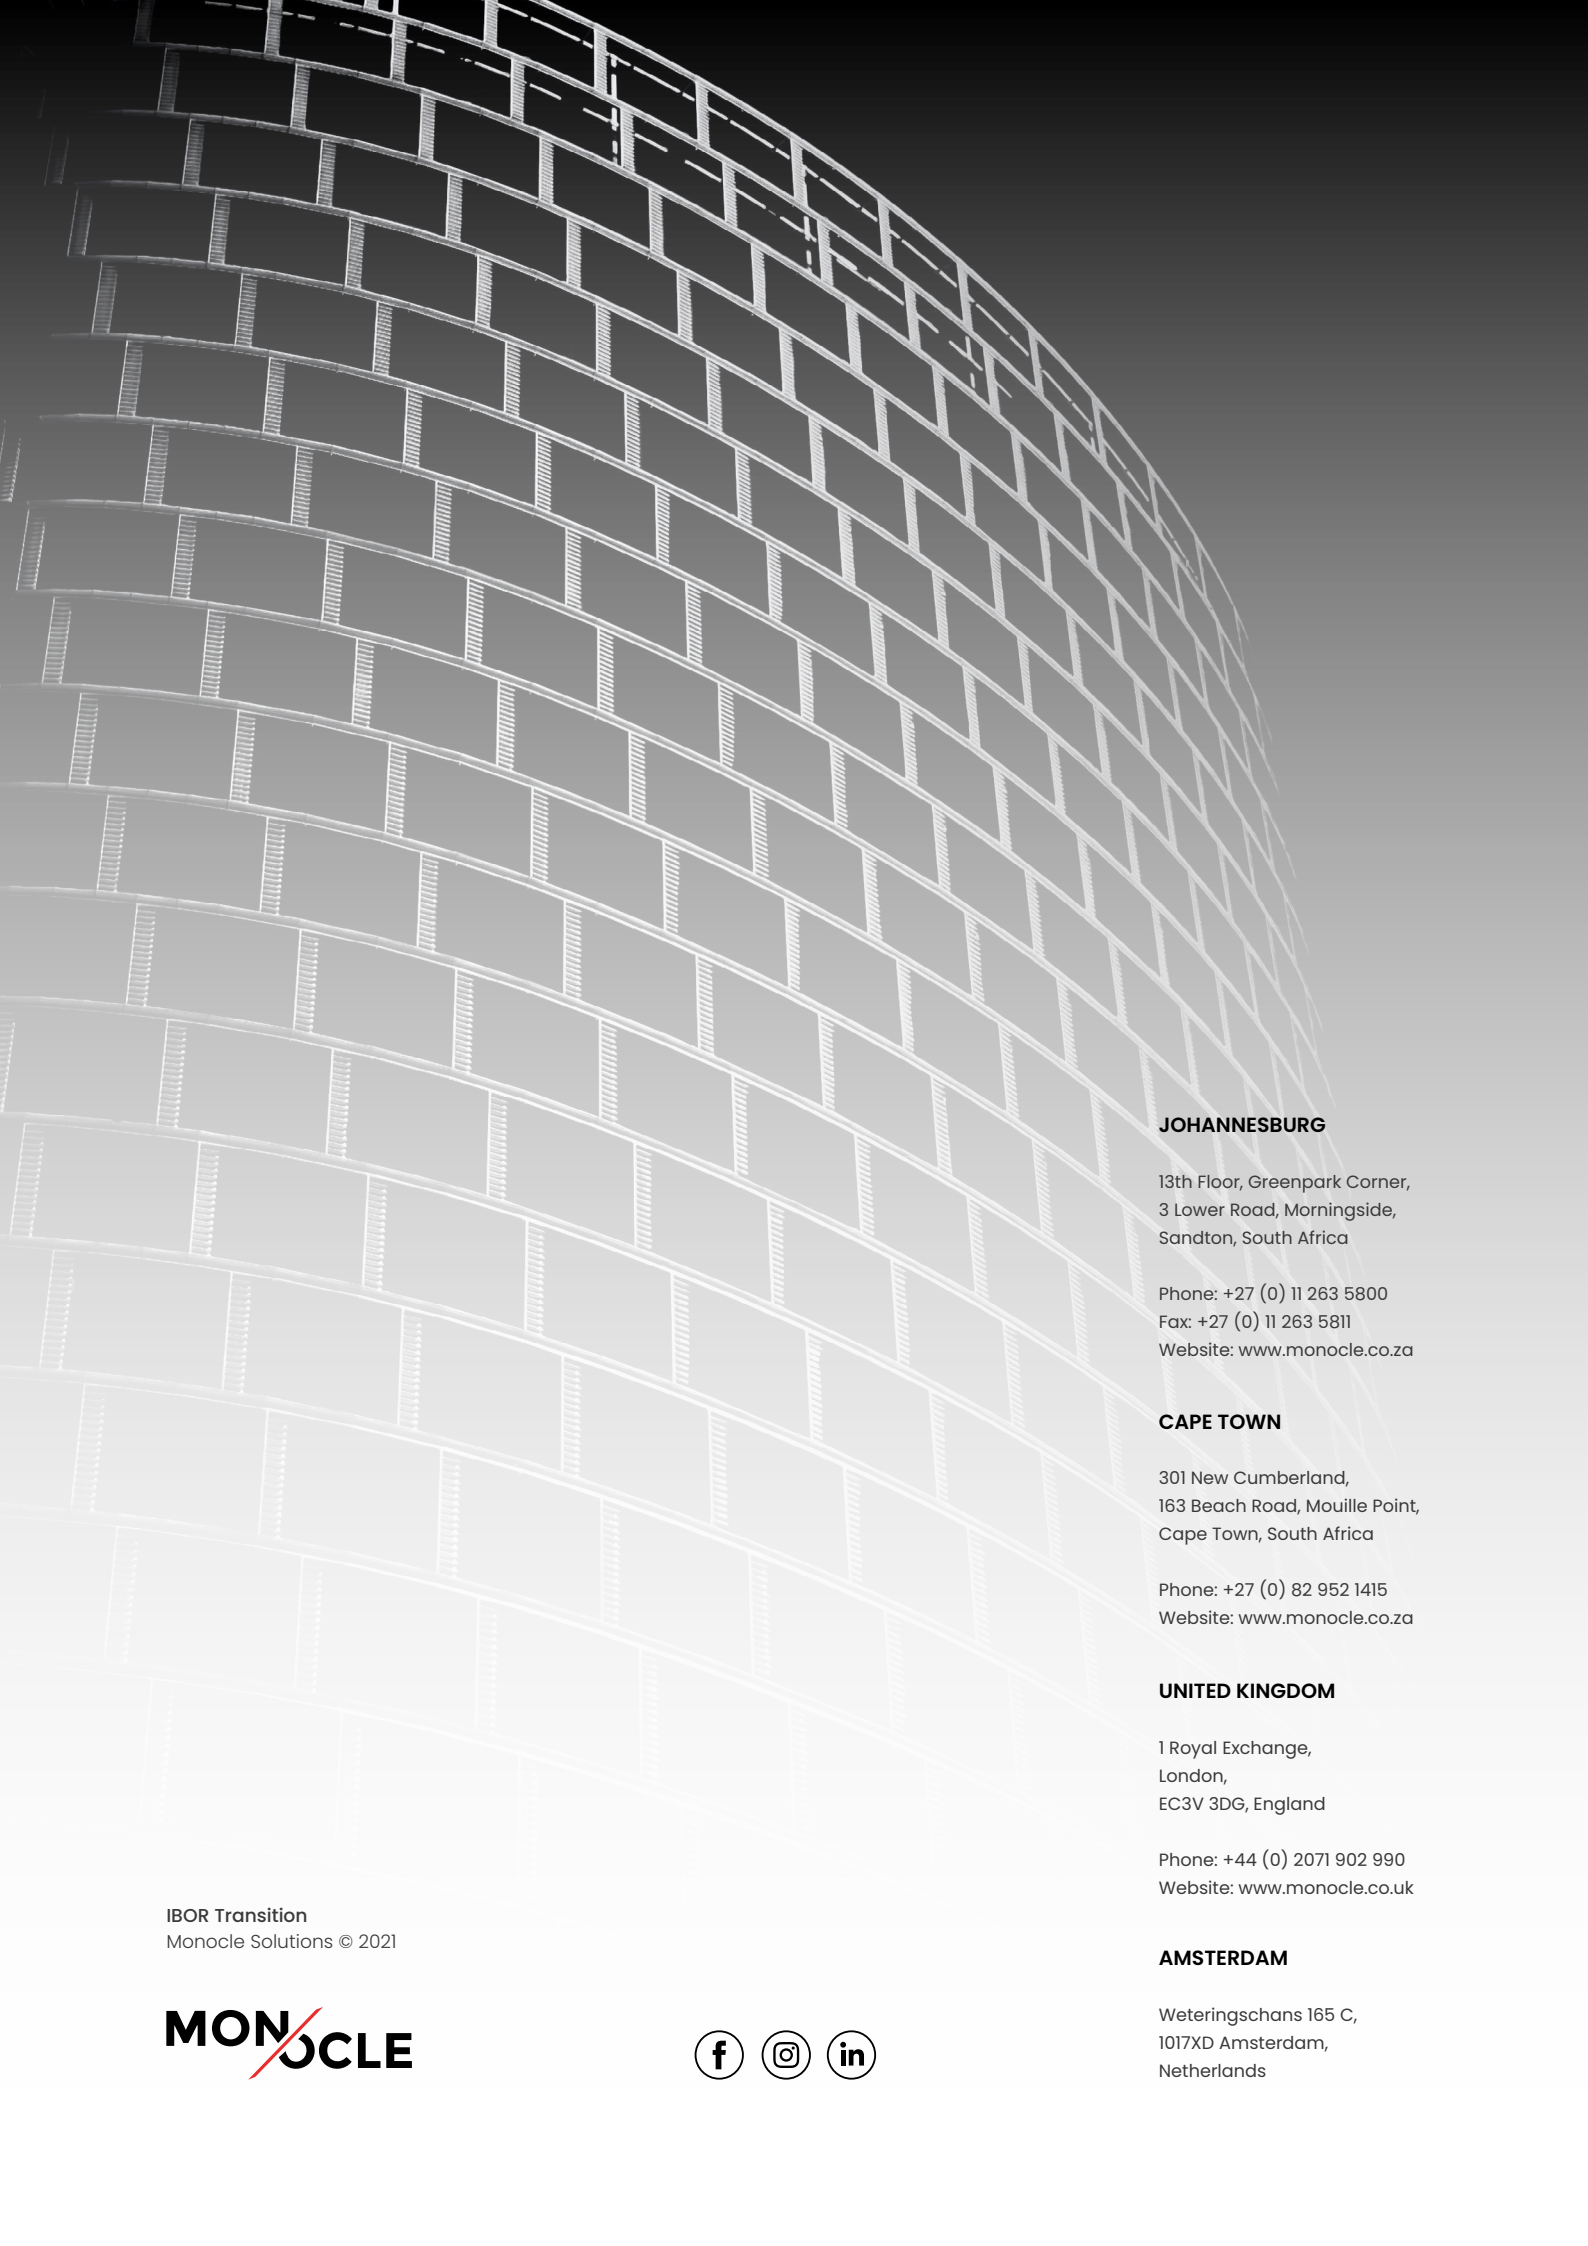 JOHANNESBURG
13th Floor, Greenpark Corner,
3 Lower Road, Morningside,
Sandton, South Africa
Phone: +27 (0) 11 263 5800
Fax: +27 (0) 11 263 5811
Website: www.monocle.co.za
CAPE TOWN
301 New Cumberland,
163 Beach Road, Mouille Point,
Cape Town, South Africa
Phone: +27 (0) 82 952 1415
Website: www.monocle.co.za
UNITED KINGDOM
1 Royal Exchange,
London,
EC3V 3DG, England
Phone: +44 (0) 2071 902 990
Website: www.monocle.co.uk
AMSTERDAM
Weteringschans 165 C,
1017XD Amsterdam,
Netherlands
IBOR Transition
Monocle Solutions © 2021
MONOCLE